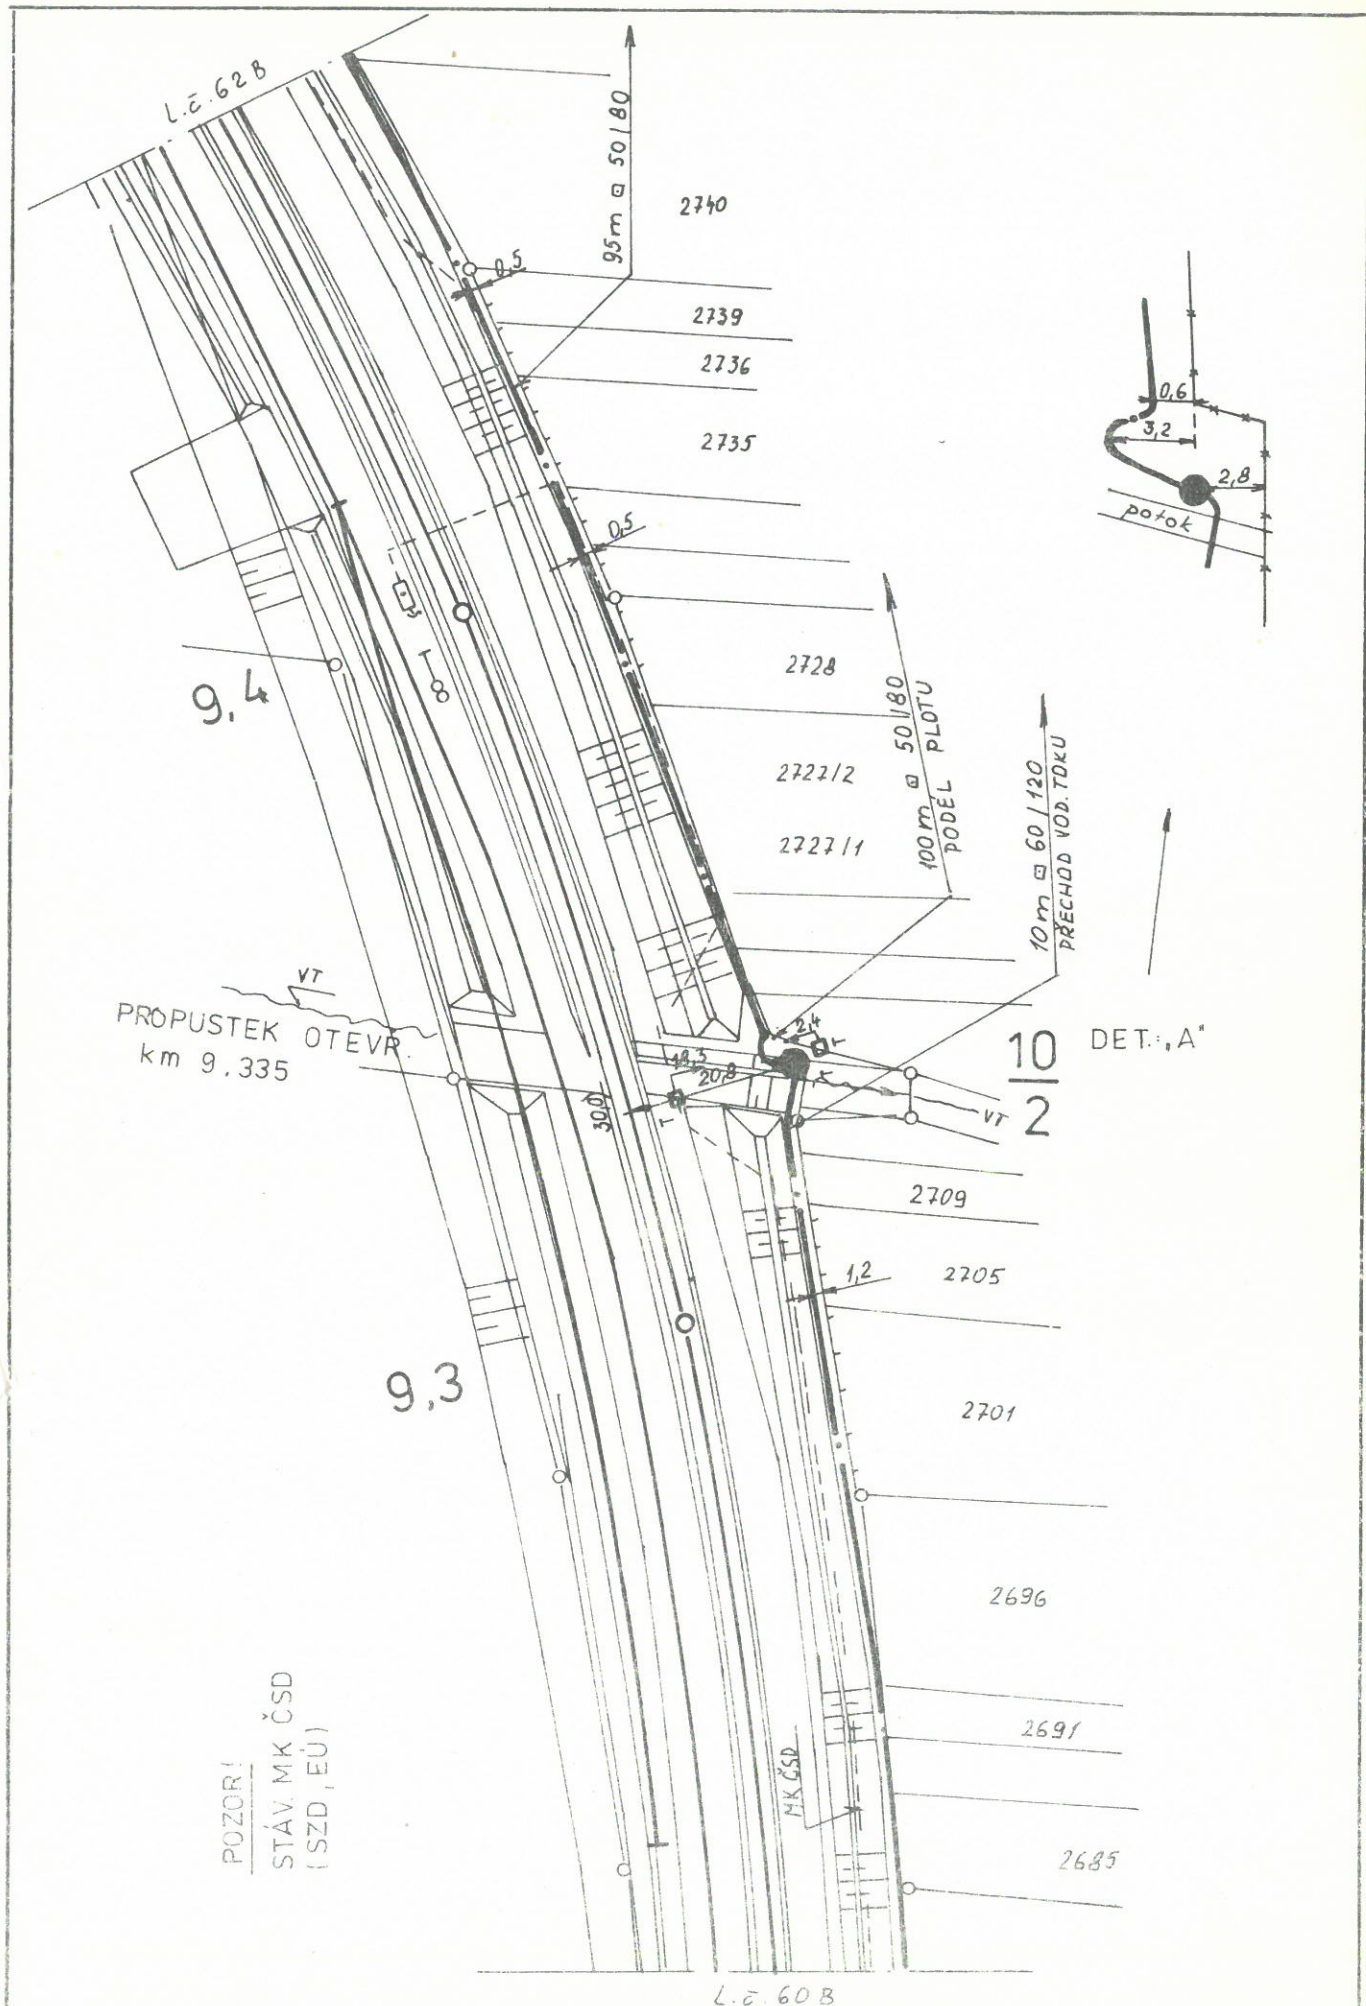 L.č. 62 B
95m ⊡ 50/80
2740
0,5
2739
2736
2735
0,6
3,2
2,8
potok
0,5
9,4
2728
100m ⊡ 50/80
PODÉL PLOTU
2727/2
2727/1
10m ⊡ 60/120
PŘECHOD VOD. TOKU
VT
PROPUSTEK OTEVR.
km 9.335
2,4
T
18,3
20,8
30,0
T
VT
10
2
DET.: „A"
2709
1,2
2705
9,3
2701
2696
2691
MK ČSD
2685
POZOR!
STÁV. MK ČSD
(SZD, EÚ)
L.č. 60 B